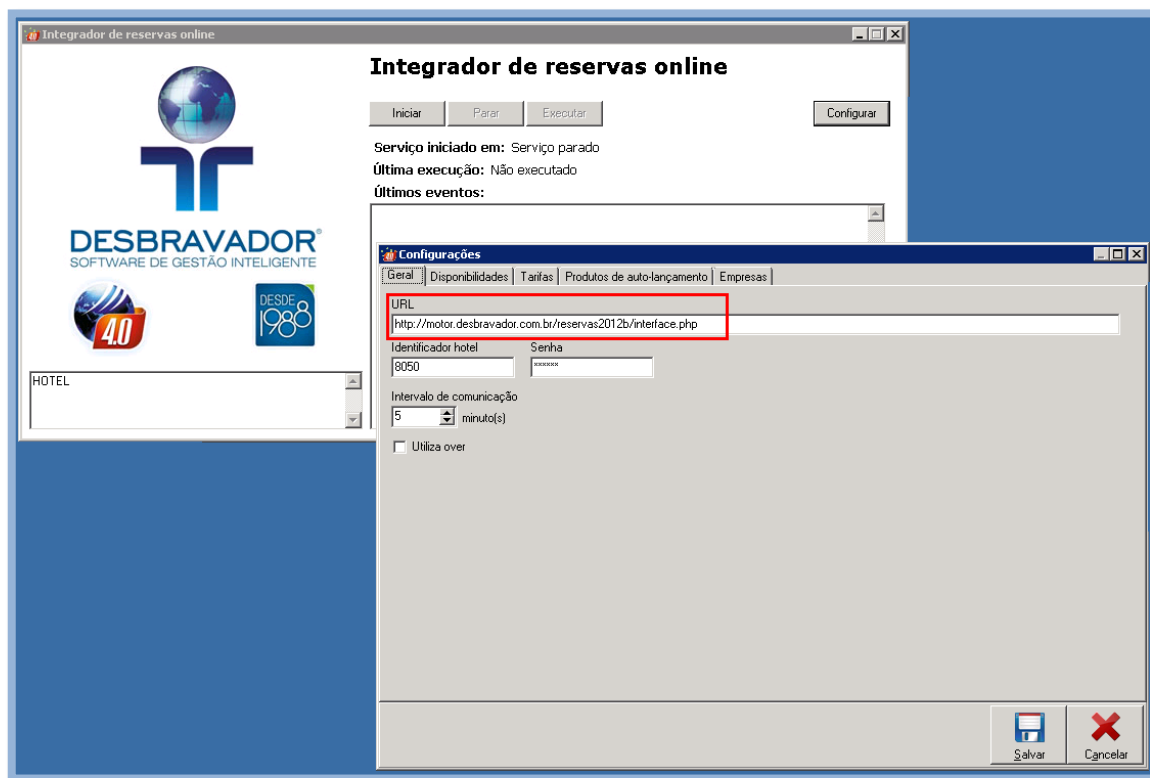 Integrador de reservas online
Integrador de reservas online
Iniciar Parar Executar Configurar
Serviço iniciado em: Serviço parado
Última execução: Não executado
Últimos eventos:
DESBRAVADOR®
SOFTWARE DE GESTÃO INTELIGENTE
4.0
DESDE
1988
HOTEL
Configurações
Geral Disponibilidades Tarifas Produtos de auto-lançamento Empresas
URL
http://motor.desbravador.com.br/reservas2012b/interface.php
Identificador hotel Senha
8050 ******
Intervalo de comunicação
5 minuto(s)
Utiliza over
Salvar Cancelar